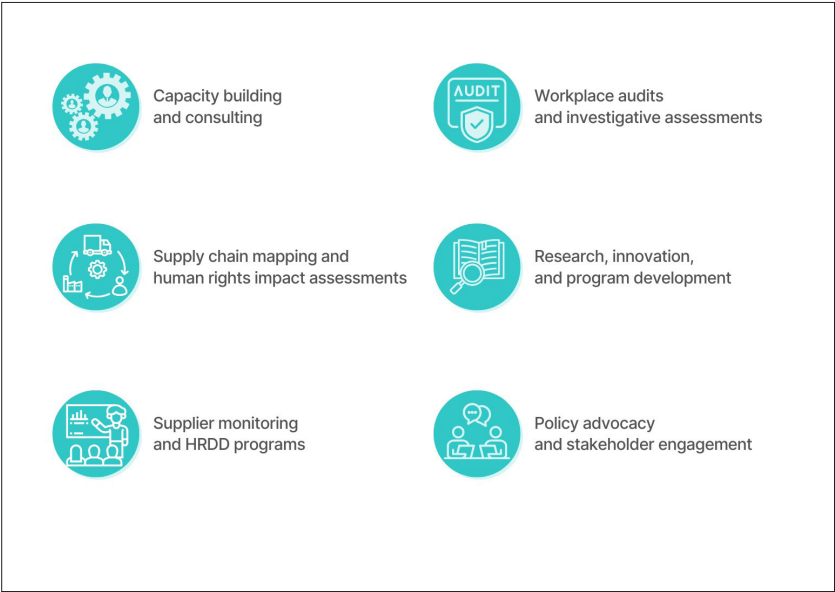 Capacity building
and consulting
AUDIT
Workplace audits
and investigative assessments
Supply chain mapping and
human rights impact assessments
Research, innovation,
and program development
Supplier monitoring
and HRDD programs
Policy advocacy
and stakeholder engagement